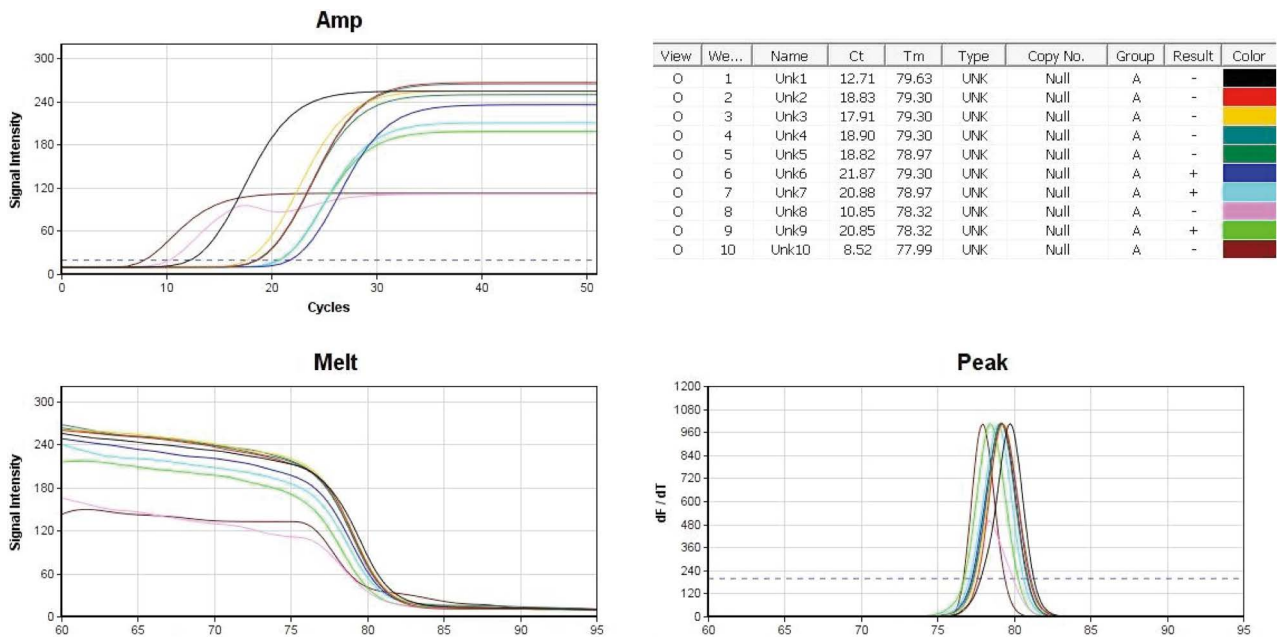 Amp
Signal Intensity
300
240
180
120
60
0
0 10 20 30 40 50
Cycles
View We... Name Ct Tm Type Copy No. Group Result Color
O 1 Unk1 12.71 79.63 UNK Null A -
O 2 Unk2 18.83 79.30 UNK Null A -
O 3 Unk3 17.91 79.30 UNK Null A -
O 4 Unk4 18.90 79.30 UNK Null A -
O 5 Unk5 18.82 78.97 UNK Null A -
O 6 Unk6 21.87 79.30 UNK Null A +
O 7 Unk7 20.88 78.97 UNK Null A +
O 8 Unk8 10.85 78.32 UNK Null A -
O 9 Unk9 20.85 78.32 UNK Null A +
O 10 Unk10 8.52 77.99 UNK Null A -
Melt
Signal Intensity
300
240
180
120
60
0
60 65 70 75 80 85 90 95
Peak
dF / dT
1200
1080
960
840
720
600
480
360
240
120
0
60 65 70 75 80 85 90 95